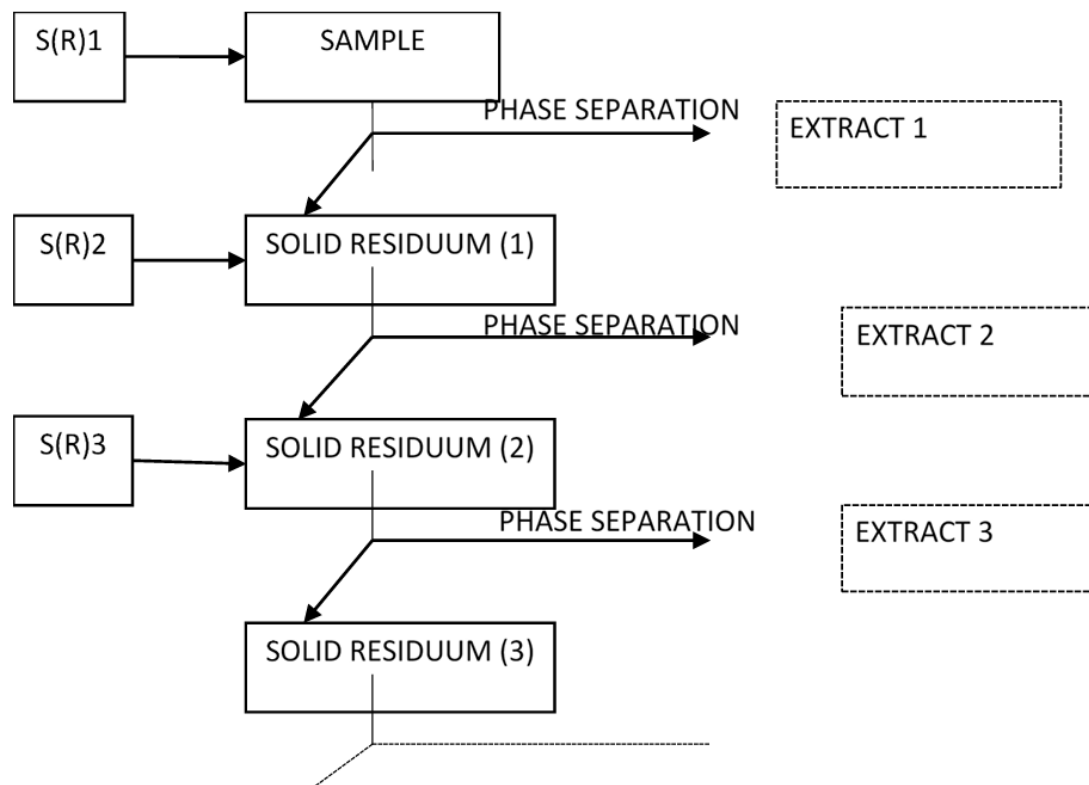 S(R)1
SAMPLE
PHASE SEPARATION
EXTRACT 1
S(R)2
SOLID RESIDUUM (1)
PHASE SEPARATION
EXTRACT 2
S(R)3
SOLID RESIDUUM (2)
PHASE SEPARATION
EXTRACT 3
SOLID RESIDUUM (3)